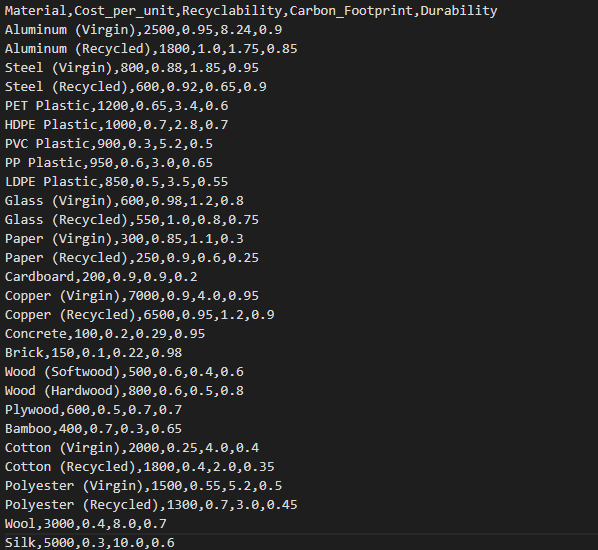 Material,Cost_per_unit,Recyclability,Carbon_Footprint,Durability
Aluminum (Virgin),2500,0.95,8.24,0.9
Aluminum (Recycled),1800,1.0,1.75,0.85
Steel (Virgin),800,0.88,1.85,0.95
Steel (Recycled),600,0.92,0.65,0.9
PET Plastic,1200,0.65,3.4,0.6
HDPE Plastic,1000,0.7,2.8,0.7
PVC Plastic,900,0.3,5.2,0.5
PP Plastic,950,0.6,3.0,0.65
LDPE Plastic,850,0.5,3.5,0.55
Glass (Virgin),600,0.98,1.2,0.8
Glass (Recycled),550,1.0,0.8,0.75
Paper (Virgin),300,0.85,1.1,0.3
Paper (Recycled),250,0.9,0.6,0.25
Cardboard,200,0.9,0.9,0.2
Copper (Virgin),7000,0.9,4.0,0.95
Copper (Recycled),6500,0.95,1.2,0.9
Concrete,100,0.2,0.29,0.95
Brick,150,0.1,0.22,0.98
Wood (Softwood),500,0.6,0.4,0.6
Wood (Hardwood),800,0.6,0.5,0.8
Plywood,600,0.5,0.7,0.7
Bamboo,400,0.7,0.3,0.65
Cotton (Virgin),2000,0.25,4.0,0.4
Cotton (Recycled),1800,0.4,2.0,0.35
Polyester (Virgin),1500,0.55,5.2,0.5
Polyester (Recycled),1300,0.7,3.0,0.45
Wool,3000,0.4,8.0,0.7
Silk,5000,0.3,10.0,0.6